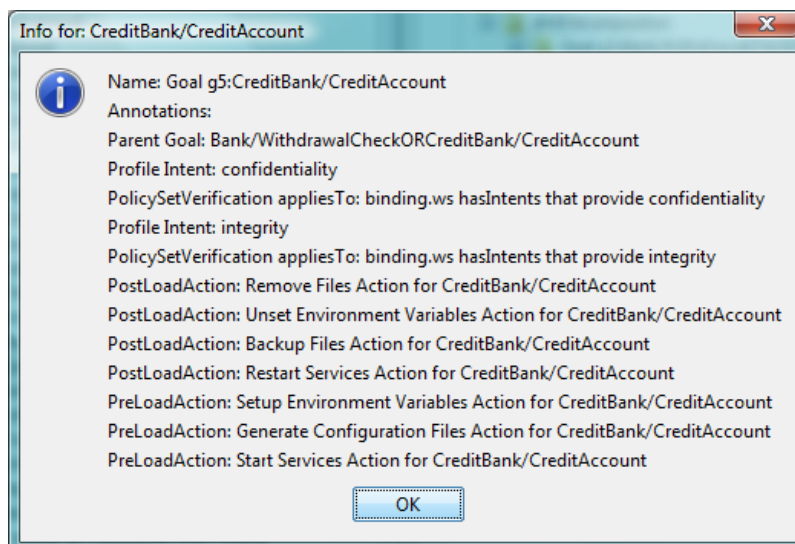 Info for: CreditBank/CreditAccount
Name: Goal g5:CreditBank/CreditAccount
Annotations:
Parent Goal: Bank/WithdrawalCheckORCreditBank/CreditAccount
Profile Intent: confidentiality
PolicySetVerification appliesTo: binding.ws hasIntents that provide confidentiality
Profile Intent: integrity
PolicySetVerification appliesTo: binding.ws hasIntents that provide integrity
PostLoadAction: Remove Files Action for CreditBank/CreditAccount
PostLoadAction: Unset Environment Variables Action for CreditBank/CreditAccount
PostLoadAction: Backup Files Action for CreditBank/CreditAccount
PostLoadAction: Restart Services Action for CreditBank/CreditAccount
PreLoadAction: Setup Environment Variables Action for CreditBank/CreditAccount
PreLoadAction: Generate Configuration Files Action for CreditBank/CreditAccount
PreLoadAction: Start Services Action for CreditBank/CreditAccount
OK